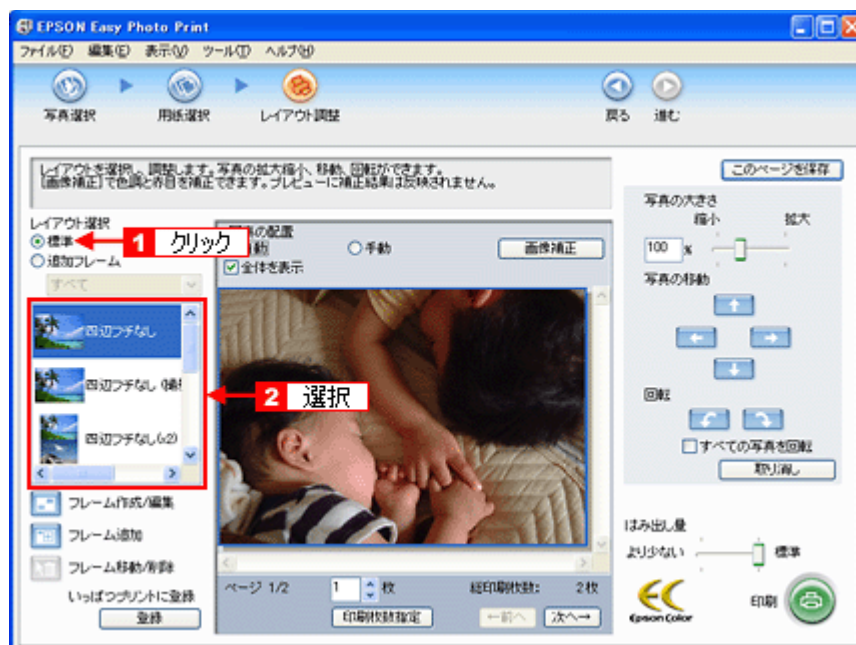 EPSON Easy Photo Print
ファイル(F) 編集(E) 表示(V) ツール(T) ヘルプ(H)
写真選択 用紙選択 レイアウト調整 戻る 進む
レイアウトを選択し、調整します。写真の拡大縮小、移動、回転ができます。
[画像補正]で色調と赤目を補正できます。プレビューに補正結果は反映されません。
このページを保存
レイアウト選択
標準
1 クリック
追加フレーム
すべて
の配置
手動
画像補正
全体を表示
四辺フチなし
四辺フチなし
四辺フチなし(x2)
2 選択
フレーム作成/編集
フレーム追加
フレーム移動/削除
いっぱつプリントに登録
登録
ページ 1/2 1 枚 総印刷枚数: 2枚
印刷枚数指定 ←前へ 次へ→
写真の大きさ
縮小 拡大
100 %
写真の移動
回転
すべての写真を回転
取り消し
はみ出し量
より少ない 標準
Epson Color
印刷